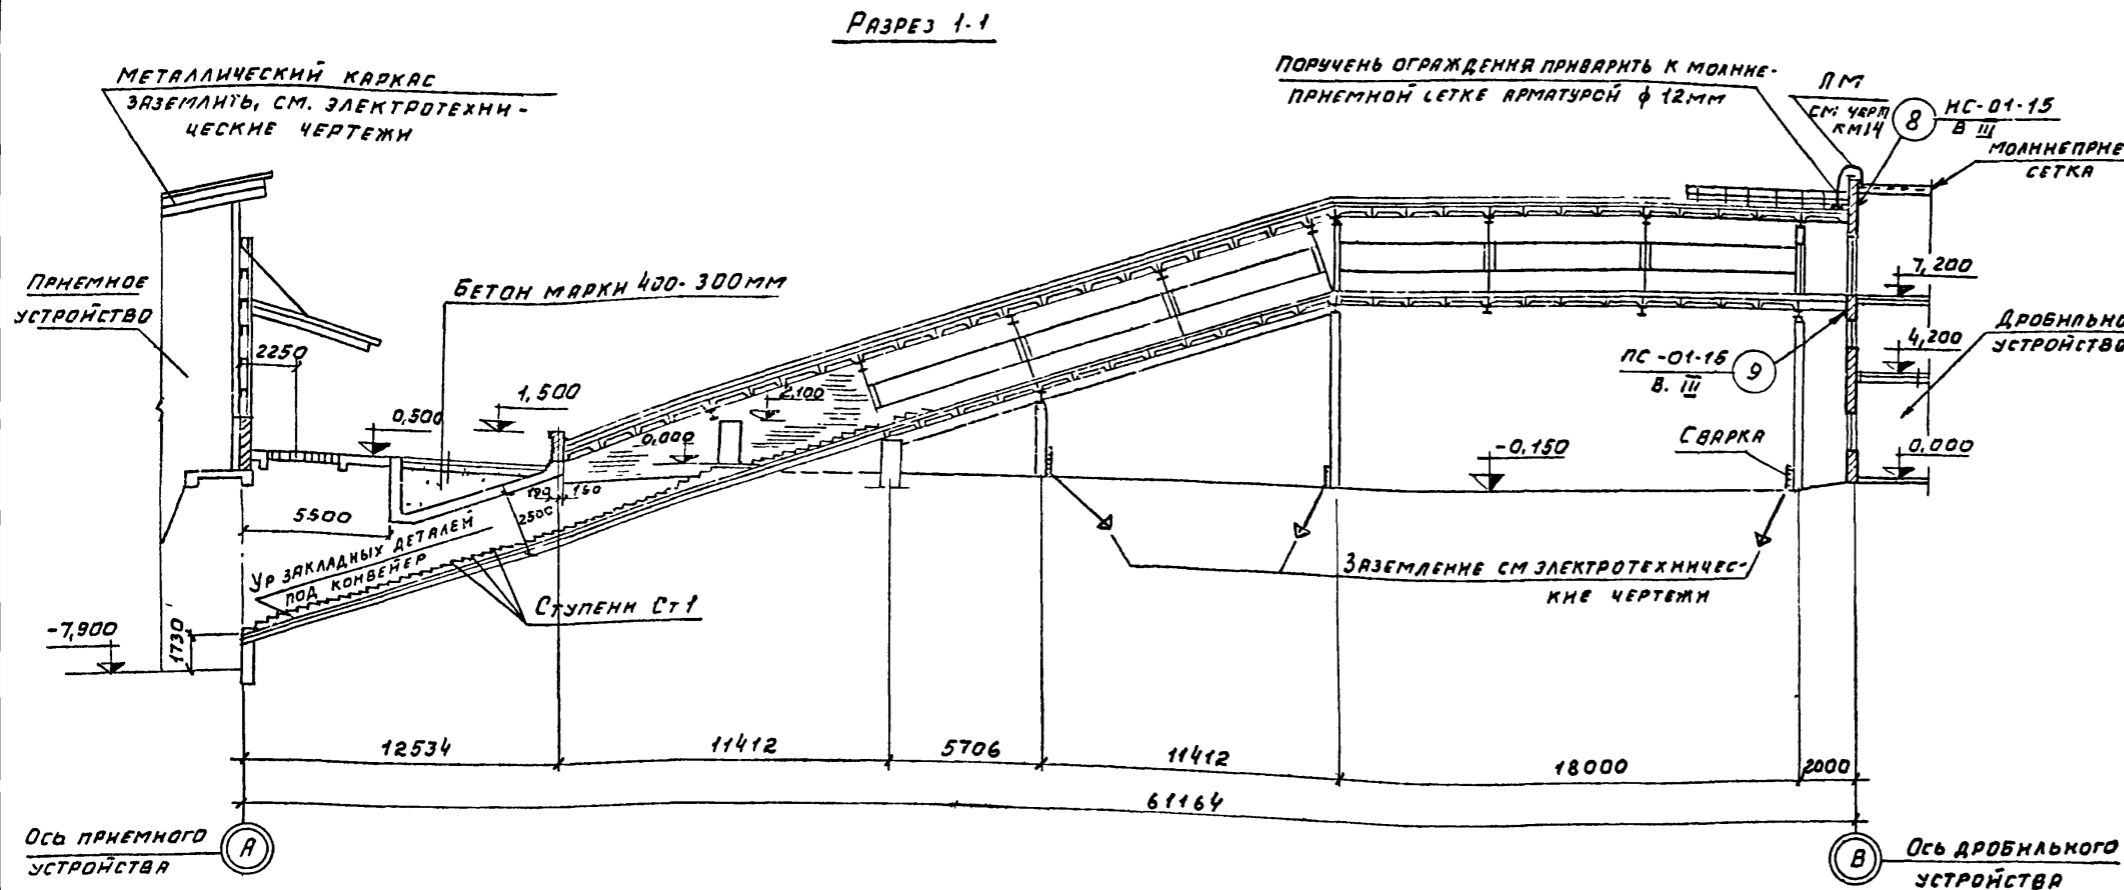 Разрез 1-1
Металлический каркас
заземлить, см. электротехни-
ческие чертежи
Поручень ограждения приварить к молние-
приемной сетке арматурой ф 12мм
ЛМ
см. черт
КМ14
8
НС-01-15
В III
Молниепри
сетка
Приемное
устройство
Бетон марки 400-300мм
2250
0,500
1,500
2,100
0,000
7,200
4,200
0,000
Дробильно
устройство
ПС-01-15
В. III
9
Сварка
-0,150
5500
2500
150
Ур закладных деталей
под конвейер
Ступени Ст1
Заземление см электротехничес-
кие чертежи
-7,900
1730
12534
11412
5706
11412
18000
2000
61164
Ось приемного
устройства
А
В
Ось дробильного
устройства